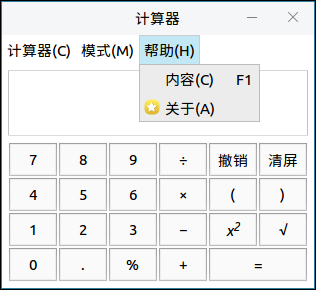 计算器
计算器(C) 模式(M) 帮助(H)
内容(C) F1
关于(A)
7 8 9 ÷ 撤销 清屏
4 5 6 × ( )
1 2 3 − x² √
0 . % + =